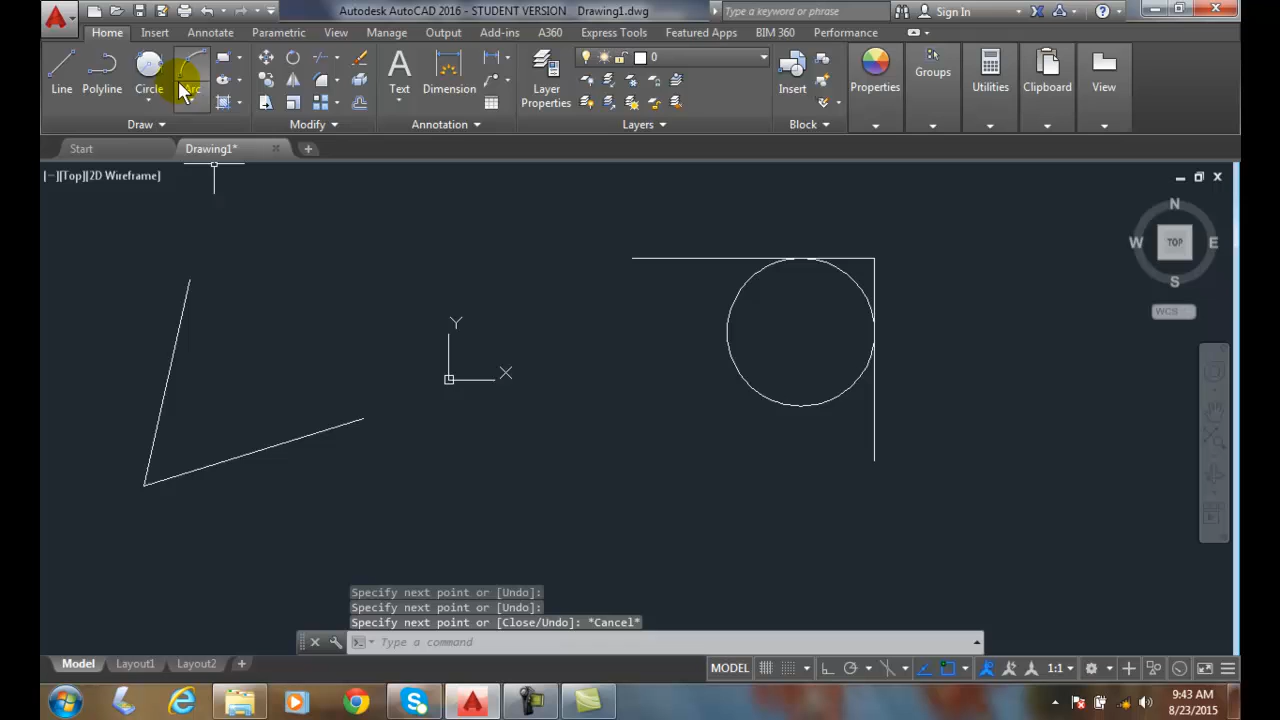 Autodesk AutoCAD 2016 - STUDENT VERSION Drawing1.dwg
Type a keyword or phrase
Sign In
Home Insert Annotate Parametric View Manage Output Add-ins A360 Express Tools Featured Apps BIM 360 Performance
0
Line Polyline Circle Arc
Text Dimension
Layer Properties
Insert
Properties
Groups
Utilities
Clipboard
View
Draw Modify Annotation Layers Block
Start Drawing1*
[−][Top][2D Wireframe]
N
W TOP E
S
WCS
Y
X
Specify next point or [Undo]:
Specify next point or [Undo]:
Specify next point or [Close/Undo]: *Cancel*
Type a command
Model Layout1 Layout2 +
MODEL 1:1
9:43 AM
8/23/2015